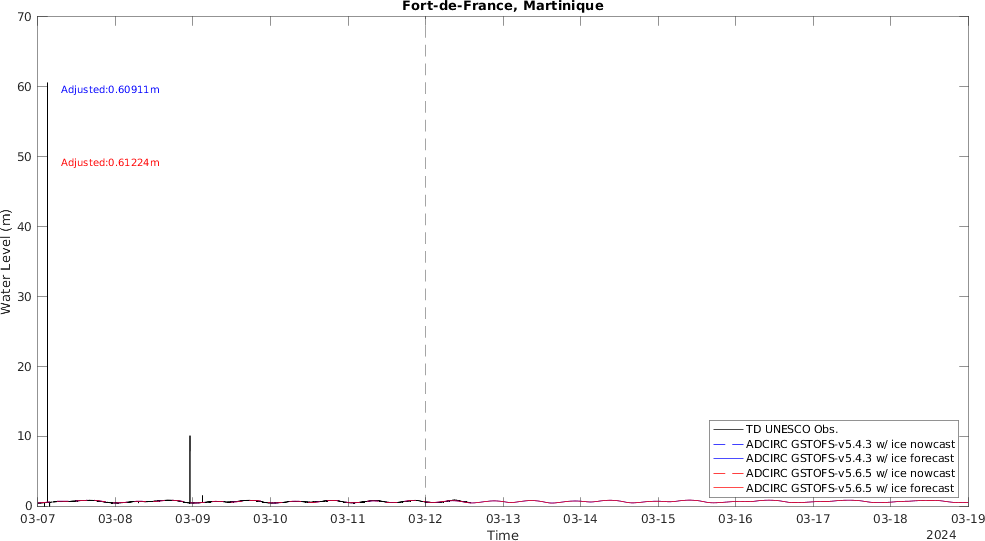 Fort-de-France, Martinique
70
60
50
40
30
20
10
0
Water Level (m)
Adjusted:0.60911m
Adjusted:0.61224m
TD UNESCO Obs.
ADCIRC GSTOFS-v5.4.3 w/ ice nowcast
ADCIRC GSTOFS-v5.4.3 w/ ice forecast
ADCIRC GSTOFS-v5.6.5 w/ ice nowcast
ADCIRC GSTOFS-v5.6.5 w/ ice forecast
03-07 03-08 03-09 03-10 03-11 03-12 03-13 03-14 03-15 03-16 03-17 03-18 03-19
Time
2024